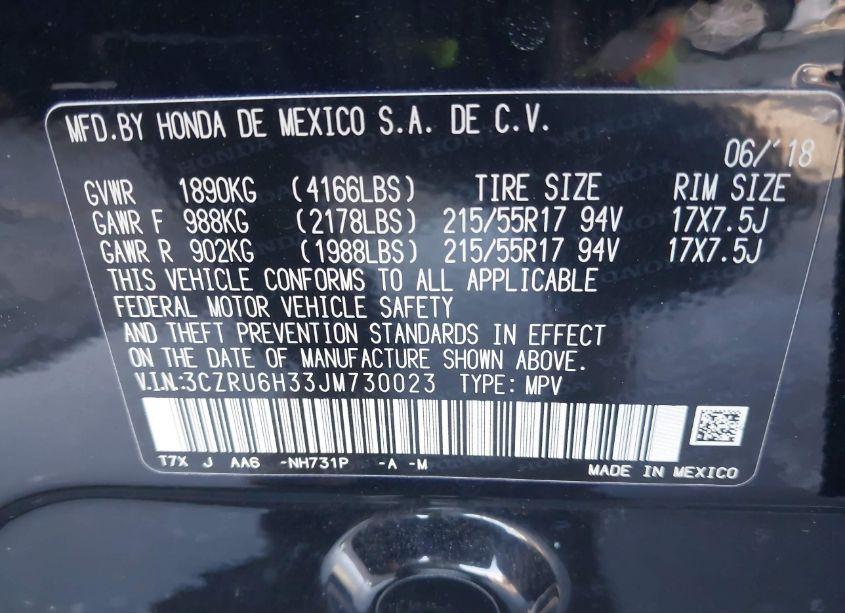 MFD.BY HONDA DE MEXICO S.A. DE C.V.
06/'18
GVWR 1890KG (4166LBS) TIRE SIZE RIM SIZE
GAWR F 988KG (2178LBS) 215/55R17 94V 17X7.5J
GAWR R 902KG (1988LBS) 215/55R17 94V 17X7.5J
THIS VEHICLE CONFORMS TO ALL APPLICABLE
FEDERAL MOTOR VEHICLE SAFETY
AND THEFT PREVENTION STANDARDS IN EFFECT
ON THE DATE OF MANUFACTURE SHOWN ABOVE.
V.I.N.:3CZRU6H33JM730023 TYPE: MPV
T7X J AA6 -NH731P -A -M
MADE IN MEXICO